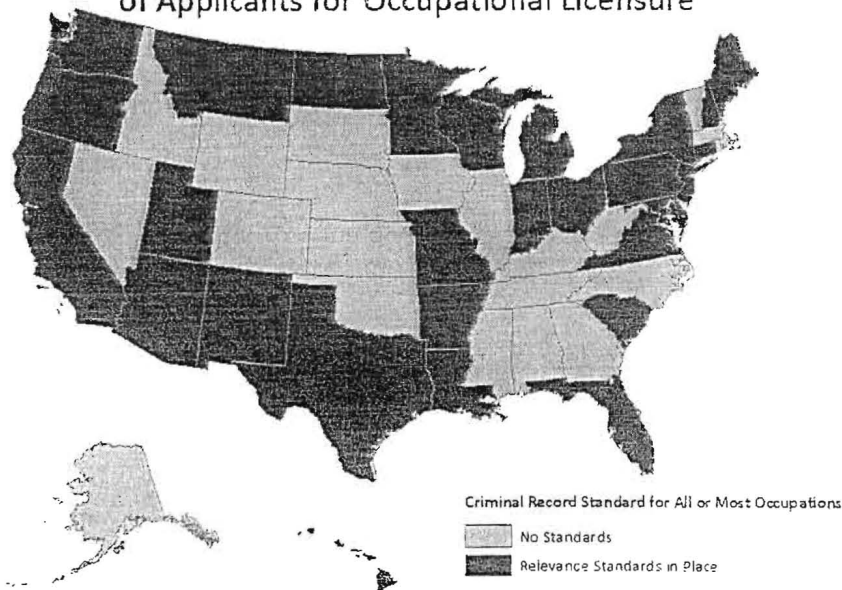 of Applicants for Occupational Licensure
Criminal Record Standard for All or Most Occupations
No Standards
Relevance Standards in Place